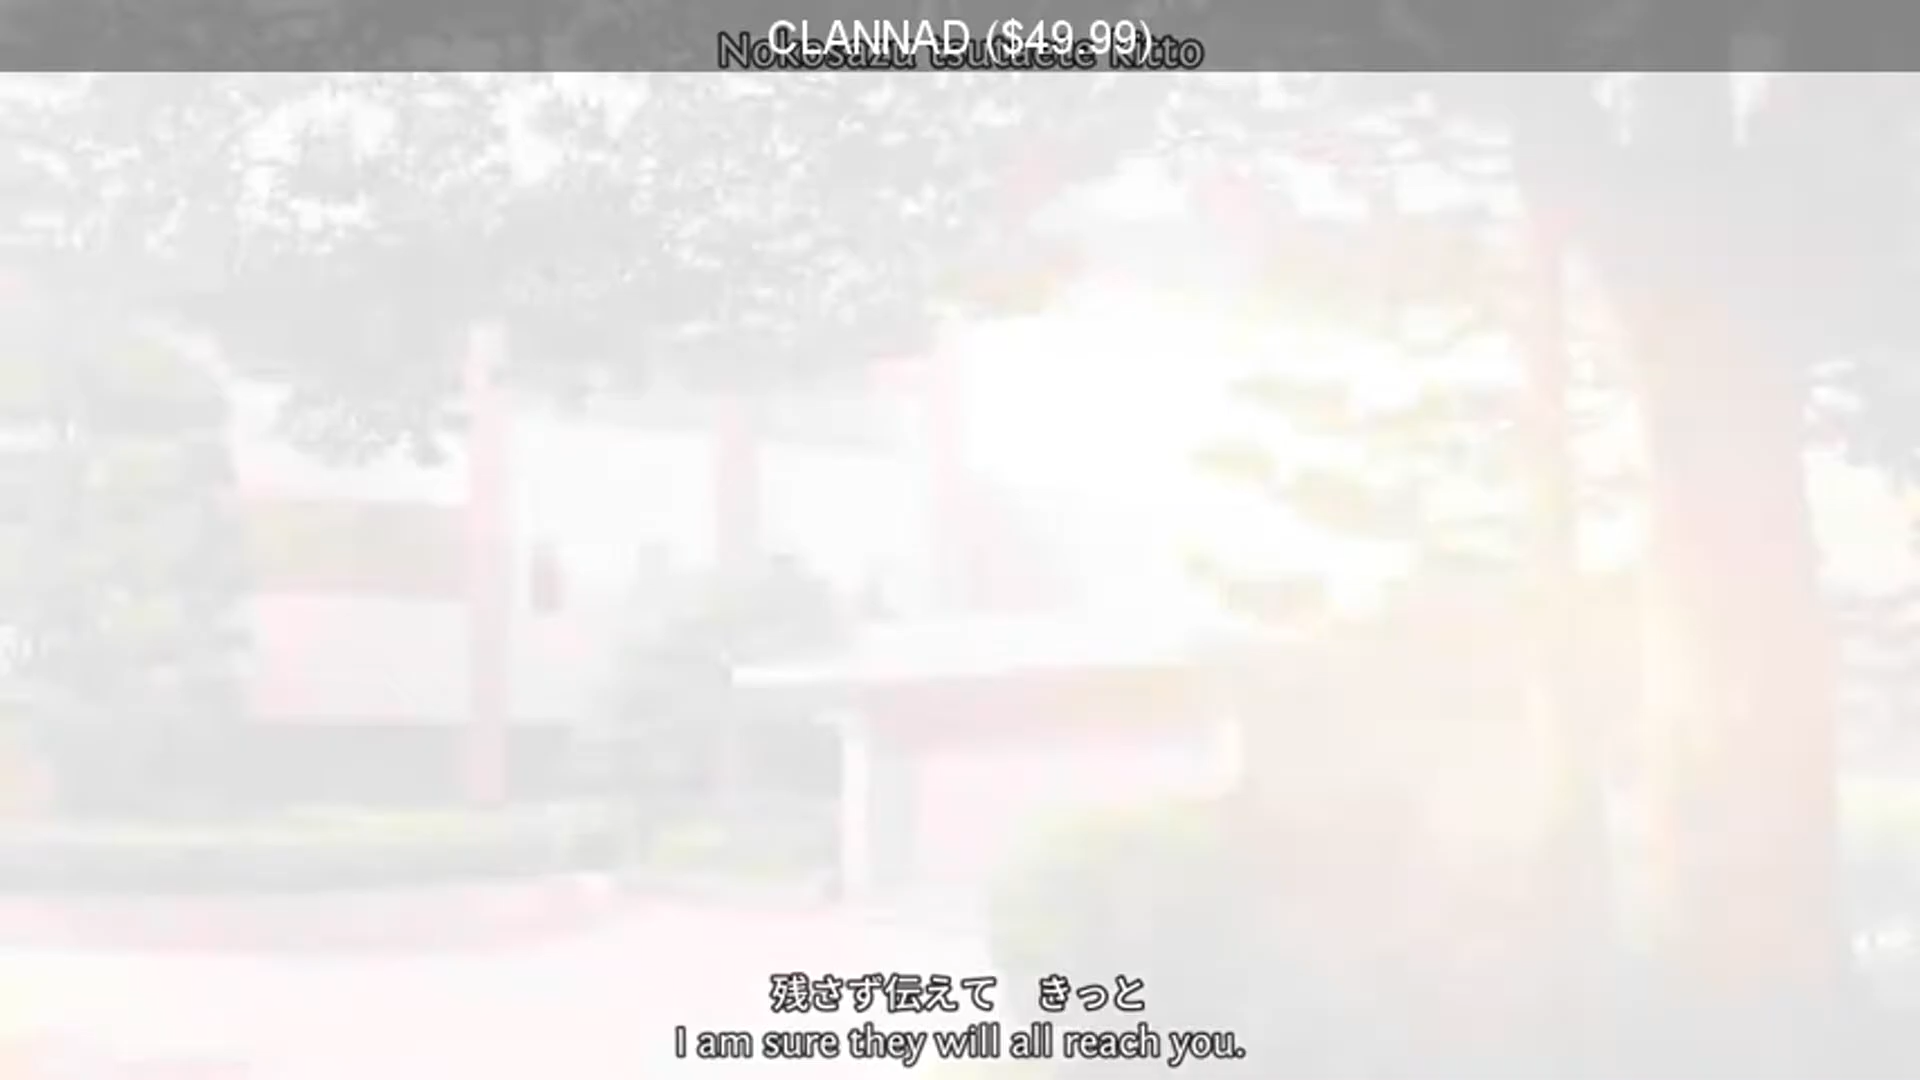 CLANNAD ($49.99)
Nokosazu tsutaete kitto
残さず伝えて　きっと
I am sure they will all reach you.